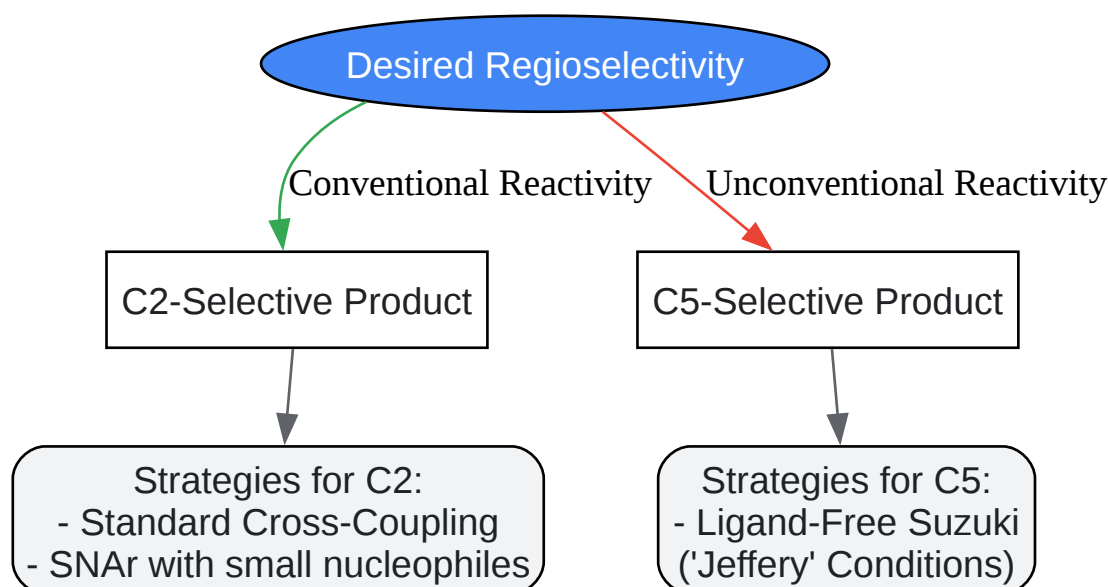 Desired Regioselectivity
Conventional Reactivity
Unconventional Reactivity
C2-Selective Product
C5-Selective Product
Strategies for C2:
- Standard Cross-Coupling
- SNAr with small nucleophiles
Strategies for C5:
- Ligand-Free Suzuki
('Jeffery' Conditions)